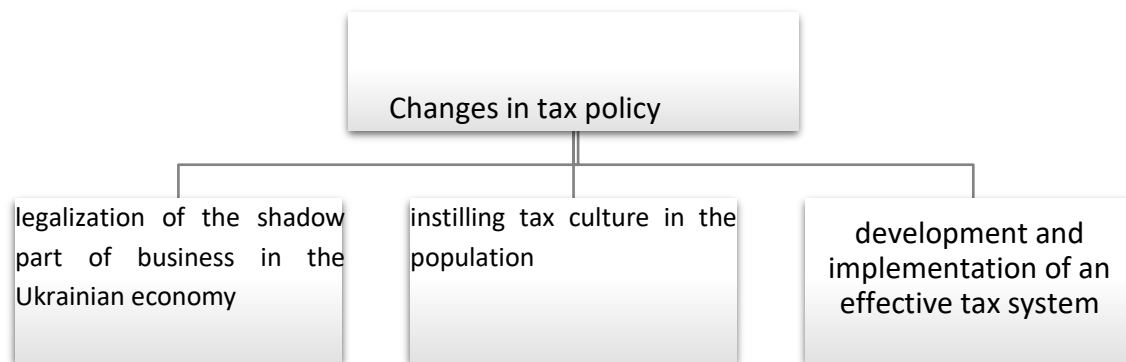 Changes in tax policy
legalization of the shadow
part of business in the
Ukrainian economy
instilling tax culture in the
population
development and
implementation of an
effective tax system